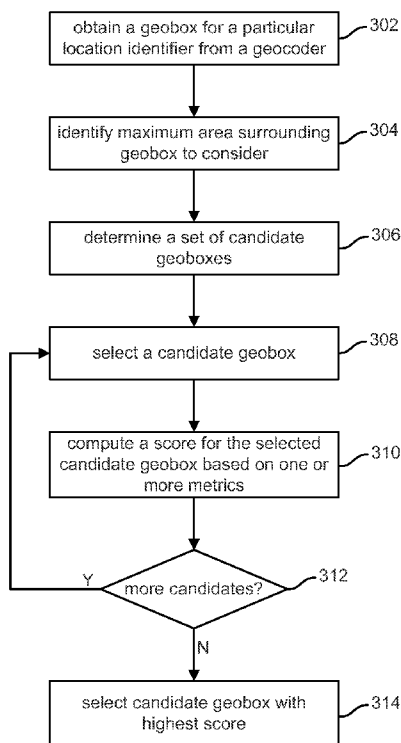 obtain a geobox for a particular
location identifier from a geocoder
302
identify maximum area surrounding
geobox to consider
304
determine a set of candidate
geoboxes
306
select a candidate geobox
308
compute a score for the selected
candidate geobox based on one or
more metrics
310
more candidates?
312
Y
N
select candidate geobox with
highest score
314